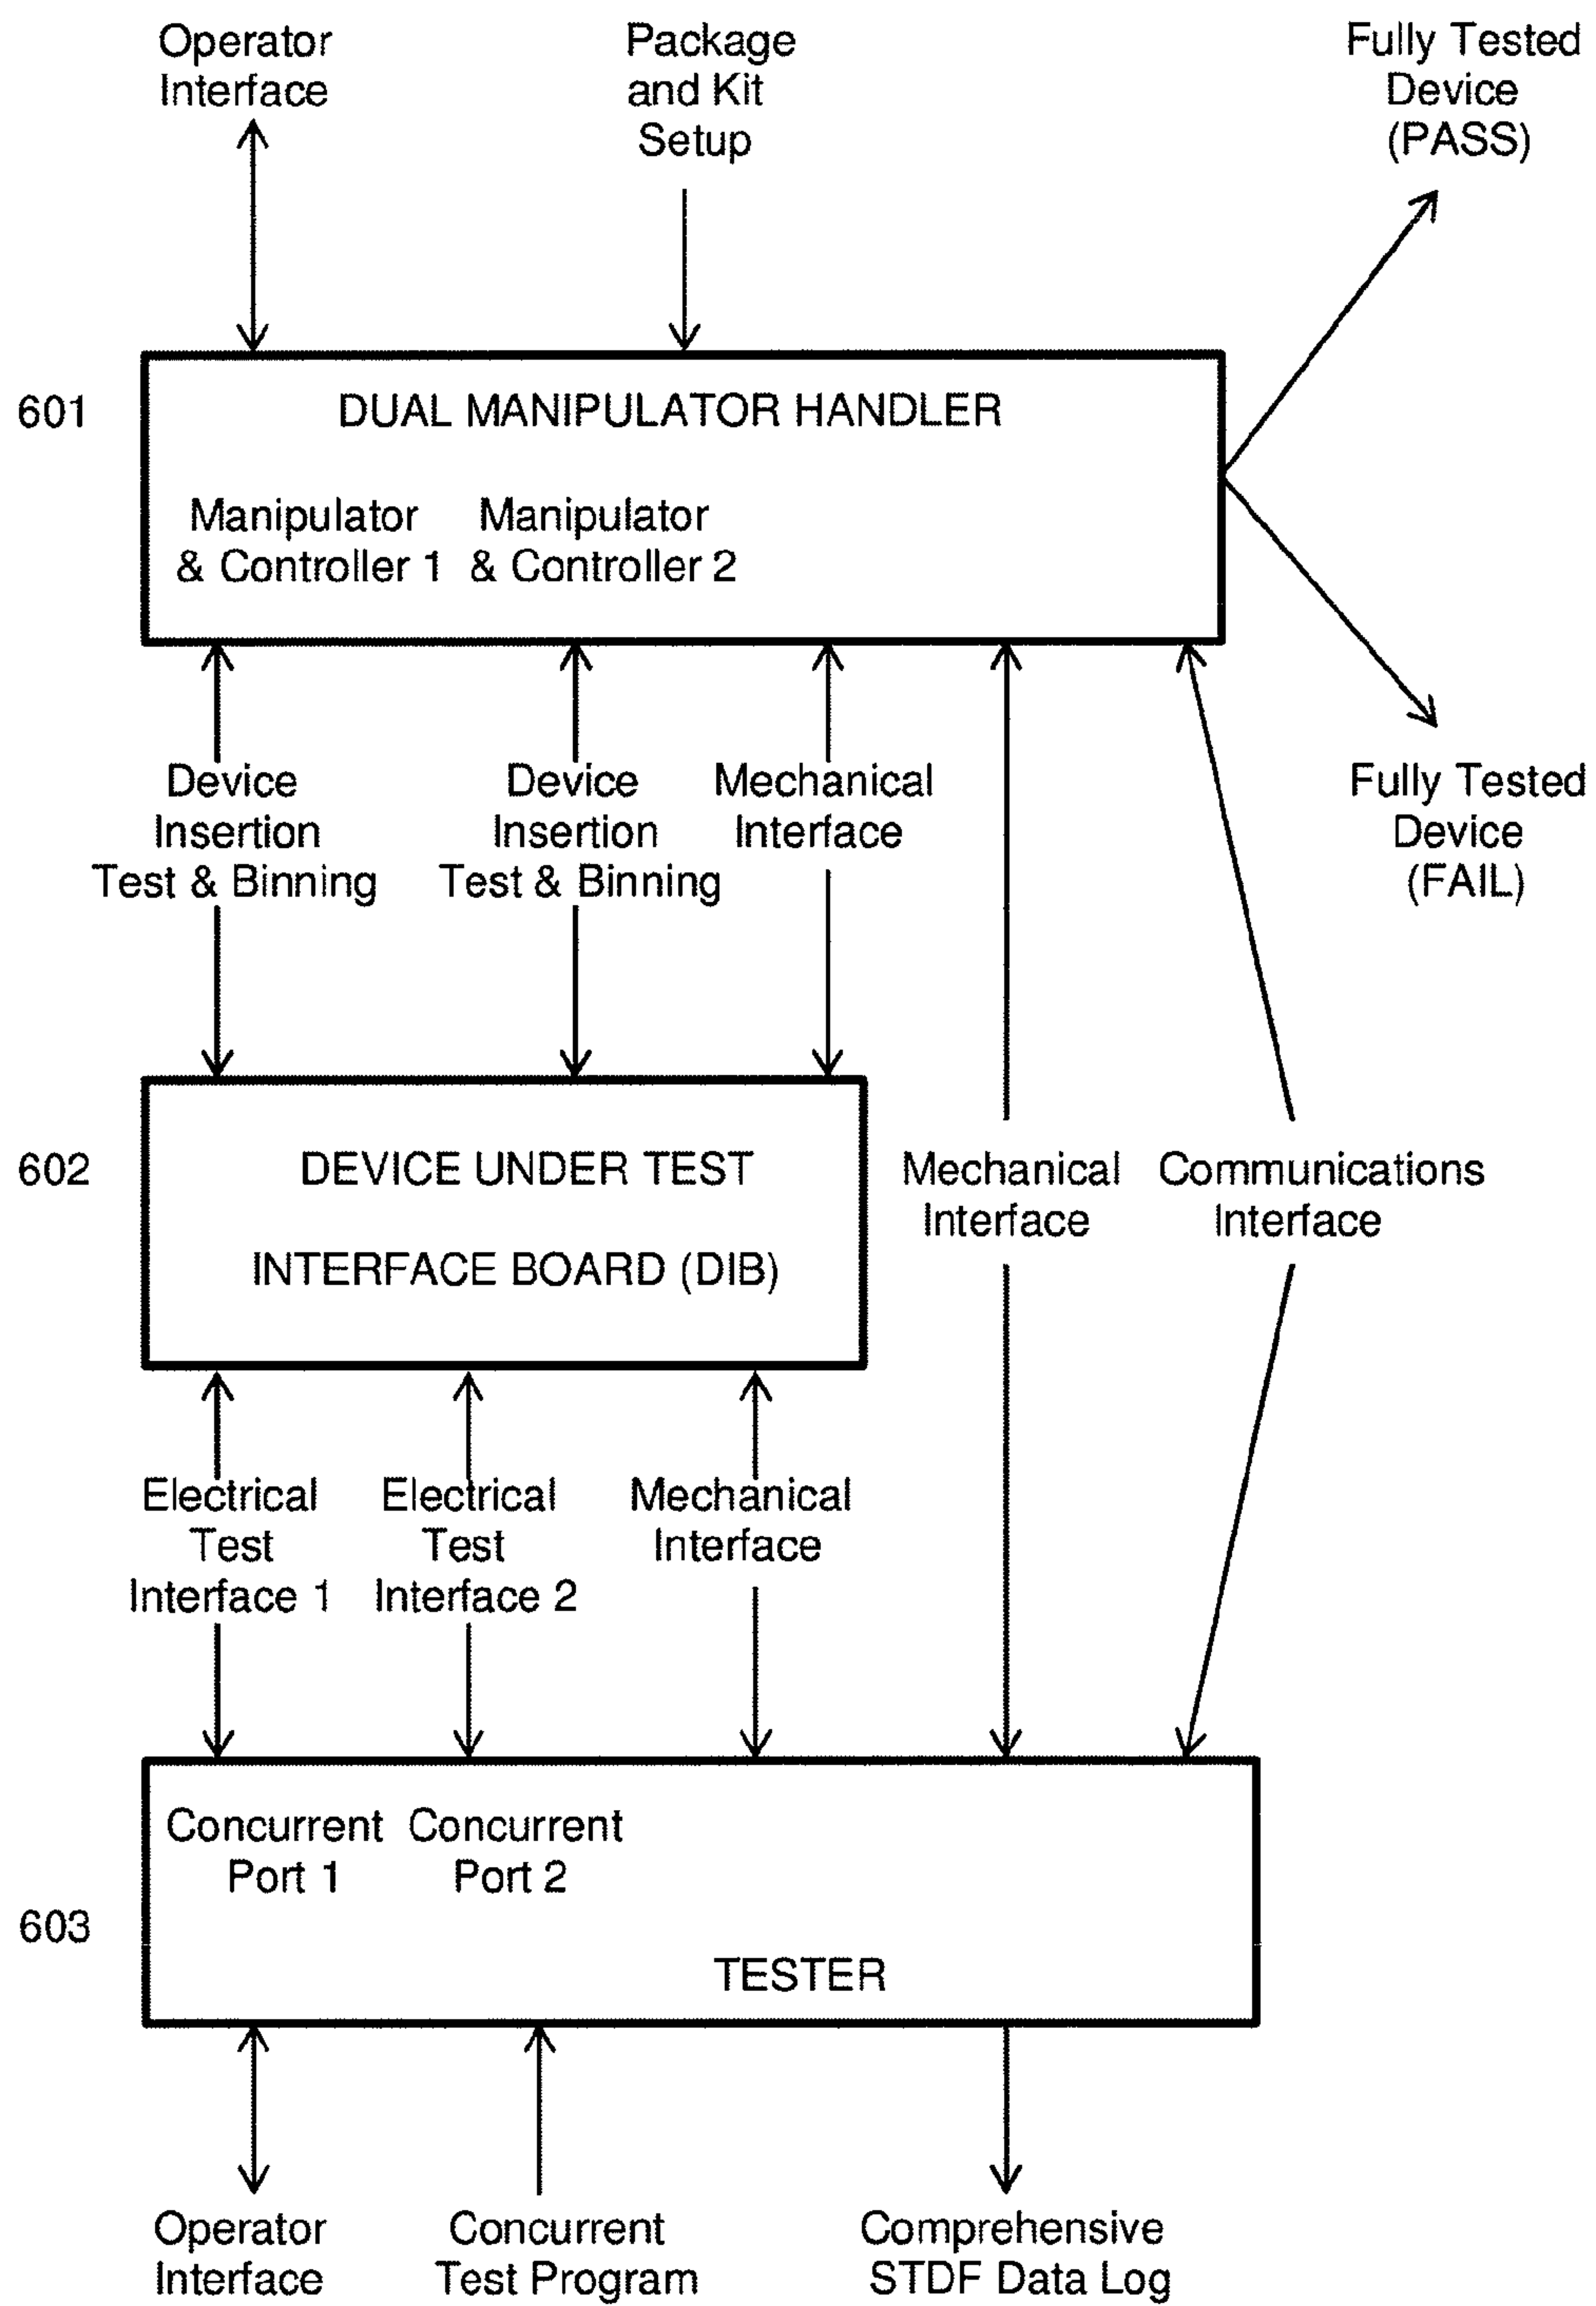 Operator
Interface
Package
and Kit
Setup
Fully Tested
Device
(PASS)
601
DUAL MANIPULATOR HANDLER
Manipulator
& Controller 1
Manipulator
& Controller 2
Device
Insertion
Test & Binning
Device
Insertion
Test & Binning
Mechanical
Interface
Fully Tested
Device
(FAIL)
602
DEVICE UNDER TEST
INTERFACE BOARD (DIB)
Mechanical
Interface
Communications
Interface
Electrical
Test
Interface 1
Electrical
Test
Interface 2
Mechanical
Interface
Concurrent
Port 1
Concurrent
Port 2
603
TESTER
Operator
Interface
Concurrent
Test Program
Comprehensive
STDF Data Log